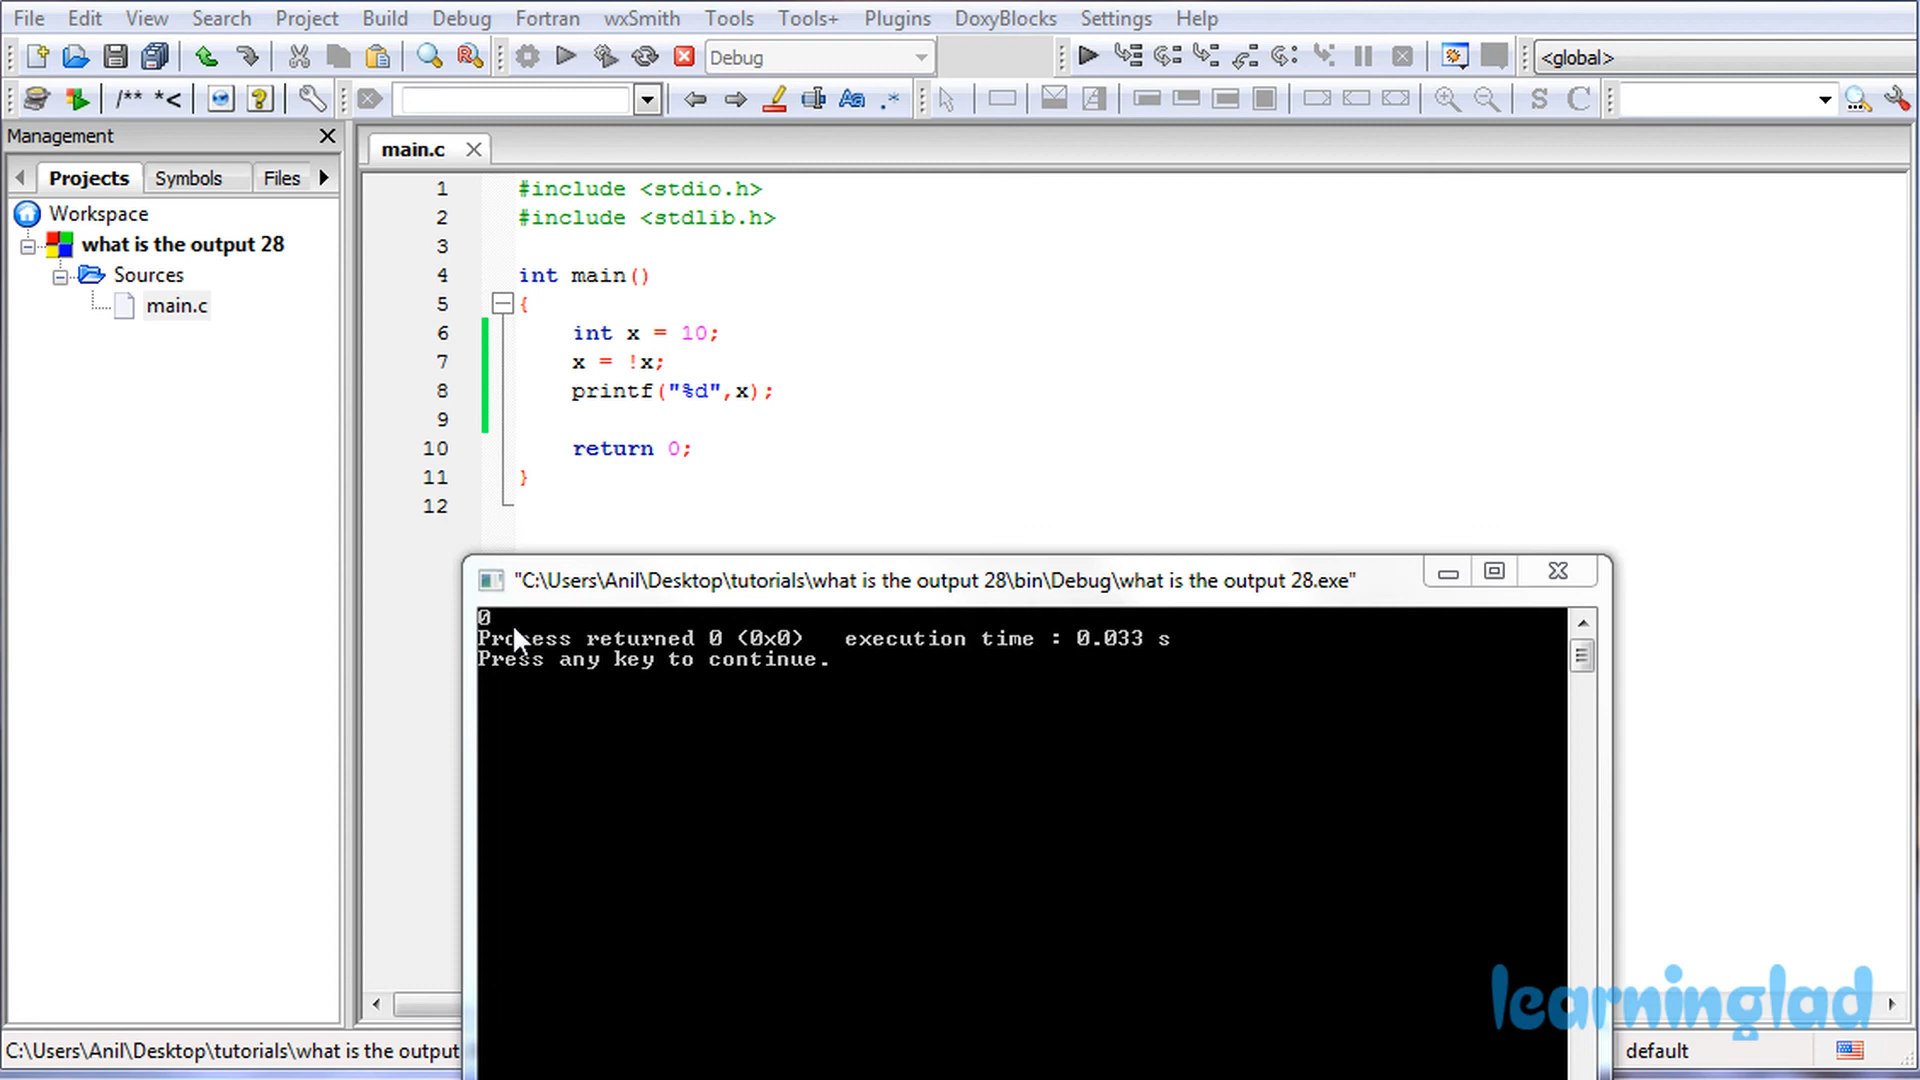 File Edit View Search Project Build Debug Fortran wxSmith Tools Tools+ Plugins DoxyBlocks Settings Help
Debug <global>
/** *< Aa .* S C
Management
main.c
Projects Symbols Files
Workspace
what is the output 28
Sources
main.c
1 #include <stdio.h>
2 #include <stdlib.h>
3
4 int main()
5 {
6 int x = 10;
7 x = !x;
8 printf("%d",x);
9
10 return 0;
11 }
12
"C:\Users\Anil\Desktop\tutorials\what is the output 28\bin\Debug\what is the output 28.exe"
0
Process returned 0 (0x0) execution time : 0.033 s
Press any key to continue.
learninglad
C:\Users\Anil\Desktop\tutorials\what is the output
default